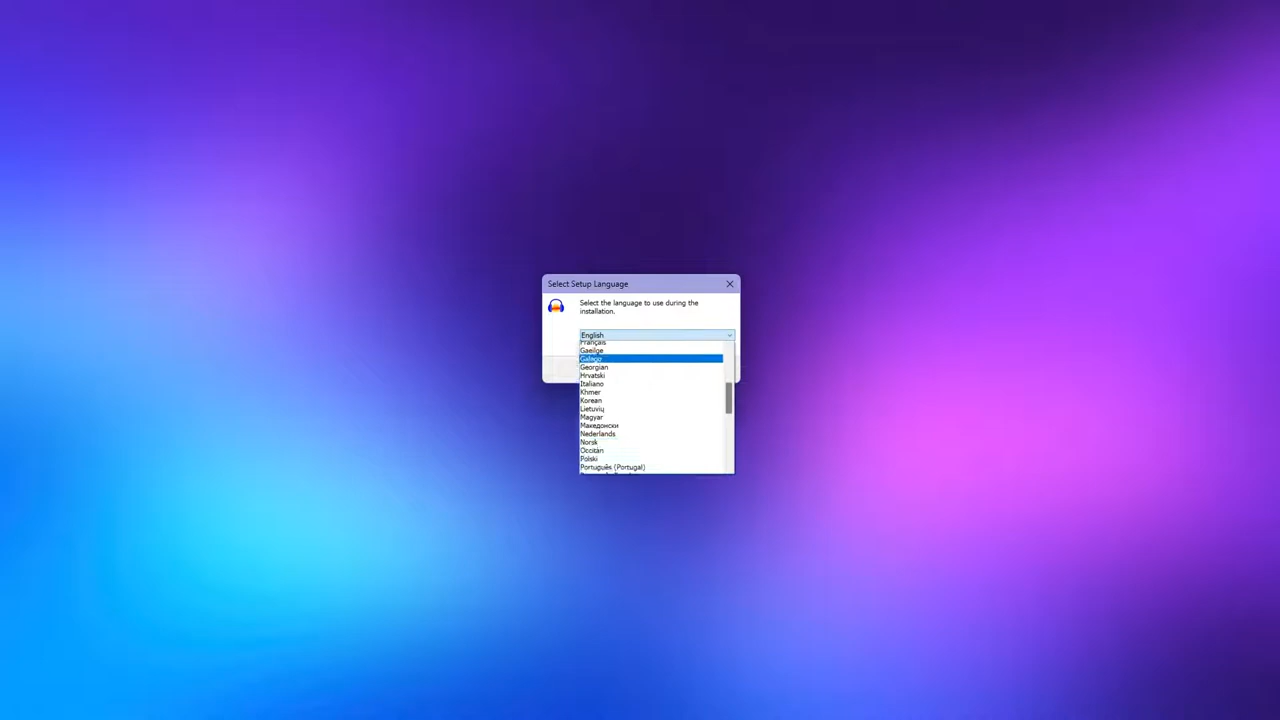 Select Setup Language
Select the language to use during the
installation.
English
Français
Gaeilge
Galego
Georgian
Hrvatski
Italiano
Khmer
Korean
Lietuvių
Magyar
Македонски
Nederlands
Norsk
Occitàn
Polski
Português (Portugal)